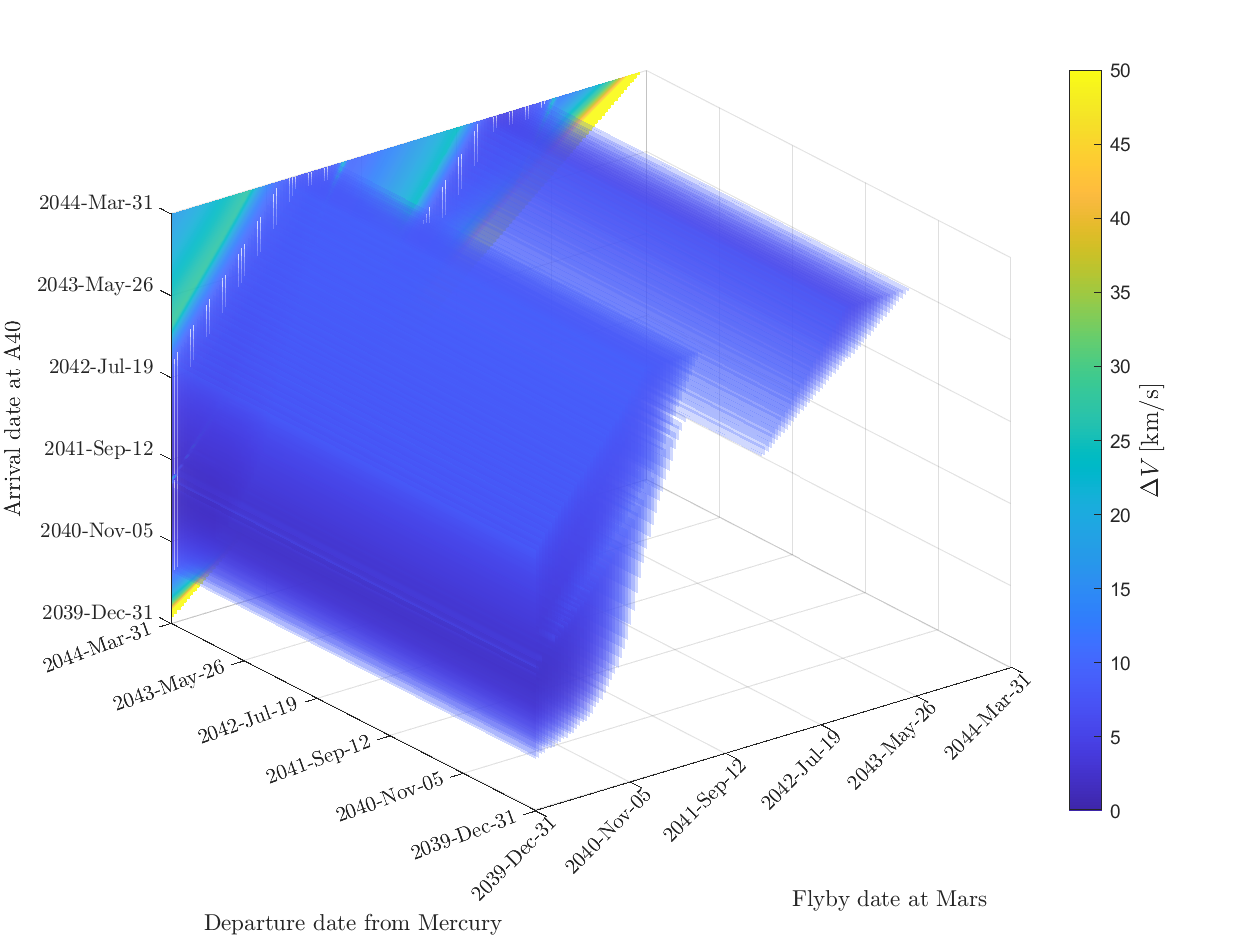 Arrival date at A40
2044-Mar-31
2043-May-26
2042-Jul-19
2041-Sep-12
2040-Nov-05
2039-Dec-31
2044-Mar-31
2043-May-26
2042-Jul-19
2041-Sep-12
2040-Nov-05
2039-Dec-31
Departure date from Mercury
2039-Dec-31
2040-Nov-05
2041-Sep-12
2042-Jul-19
2043-May-26
2044-Mar-31
Flyby date at Mars
50
45
40
35
30
25
20
15
10
5
0
ΔV [km/s]